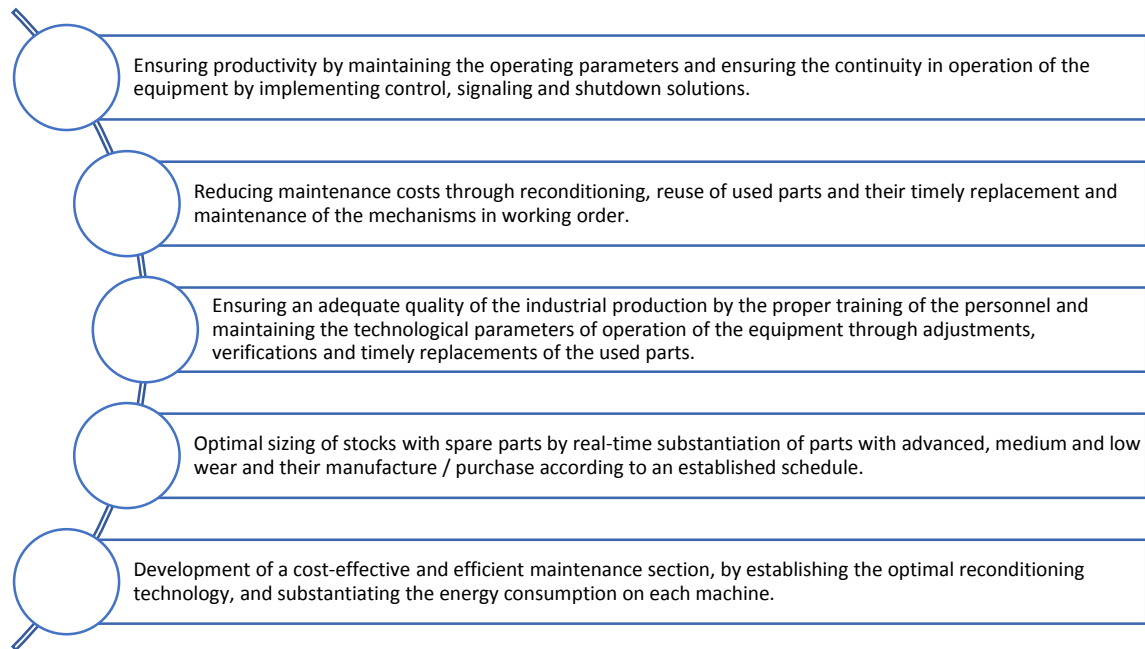 Ensuring productivity by maintaining the operating parameters and ensuring the continuity in operation of the
equipment by implementing control, signaling and shutdown solutions.
Reducing maintenance costs through reconditioning, reuse of used parts and their timely replacement and
maintenance of the mechanisms in working order.
Ensuring an adequate quality of the industrial production by the proper training of the personnel and
maintaining the technological parameters of operation of the equipment through adjustments,
verifications and timely replacements of the used parts.
Optimal sizing of stocks with spare parts by real-time substantiation of parts with advanced, medium and low
wear and their manufacture / purchase according to an established schedule.
Development of a cost-effective and efficient maintenance section, by establishing the optimal reconditioning
technology, and substantiating the energy consumption on each machine.